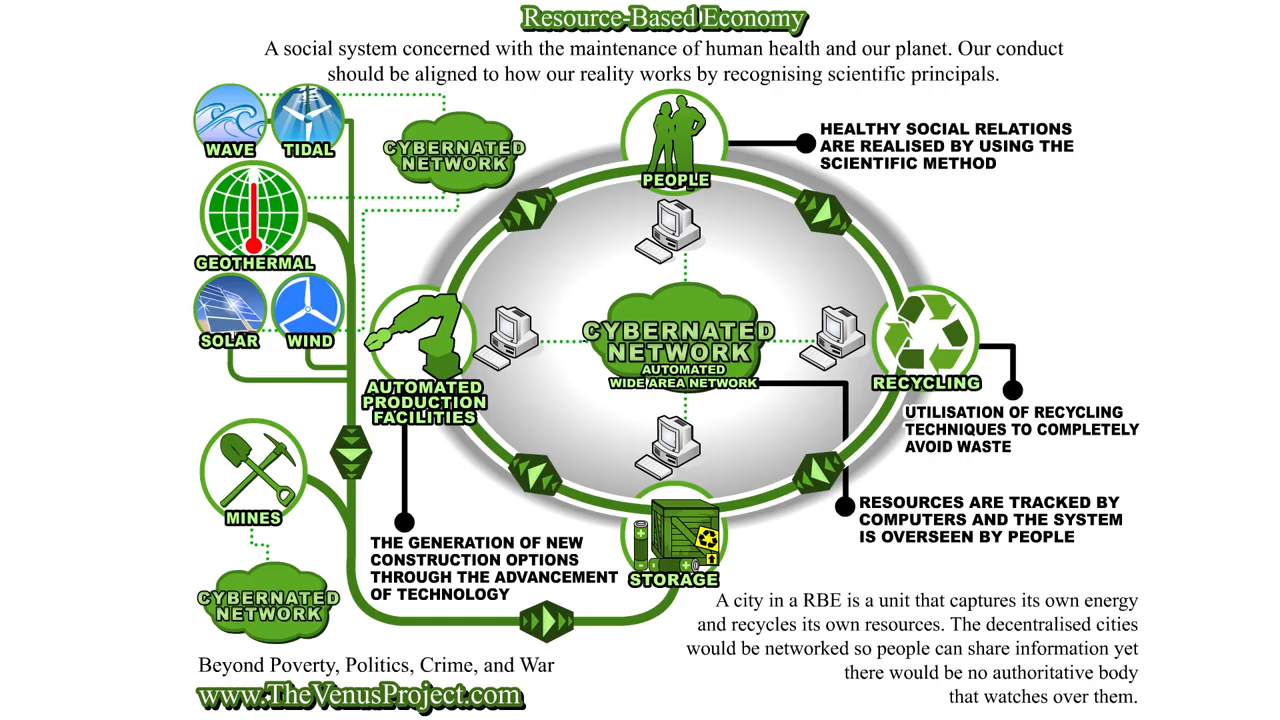 Resource-Based Economy
A social system concerned with the maintenance of human health and our planet. Our conduct
should be aligned to how our reality works by recognising scientific principals.
WAVE
TIDAL
CYBERNATED
NETWORK
PEOPLE
HEALTHY SOCIAL RELATIONS
ARE REALISED BY USING THE
SCIENTIFIC METHOD
GEOTHERMAL
SOLAR
WIND
CYBERNATED
NETWORK
AUTOMATED
WIDE AREA NETWORK
AUTOMATED
PRODUCTION
FACILITIES
RECYCLING
UTILISATION OF RECYCLING
TECHNIQUES TO COMPLETELY
AVOID WASTE
MINES
RESOURCES ARE TRACKED BY
COMPUTERS AND THE SYSTEM
IS OVERSEEN BY PEOPLE
THE GENERATION OF NEW
CONSTRUCTION OPTIONS
THROUGH THE ADVANCEMENT
OF TECHNOLOGY
STORAGE
CYBERNATED
NETWORK
A city in a RBE is a unit that captures its own energy
and recycles its own resources. The decentralised cities
would be networked so people can share information yet
there would be no authoritative body
that watches over them.
Beyond Poverty, Politics, Crime, and War
www.TheVenusProject.com